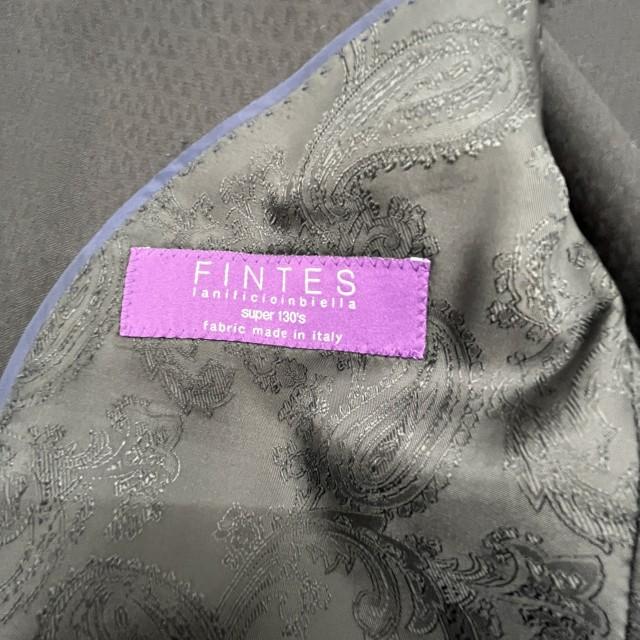 FINTES
lanificioinbiella
super 130's
fabric made in italy